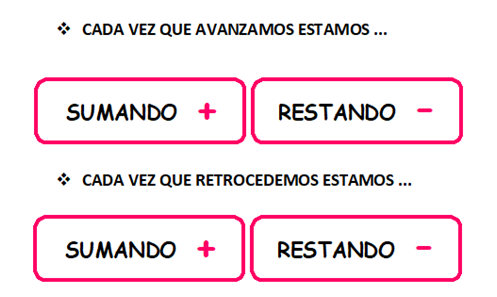 ❖ CADA VEZ QUE AVANZAMOS ESTAMOS ...
SUMANDO + RESTANDO -
❖ CADA VEZ QUE RETROCEDEMOS ESTAMOS ...
SUMANDO + RESTANDO -